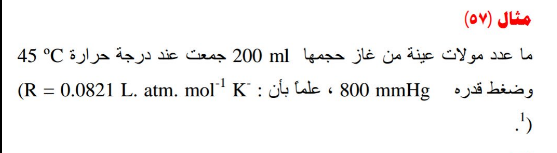 مثال (٥٧)
ما عدد مولات عينة من غاز حجمها 200 ml جمعت عند درجة حرارة 45 ºC
وضغط قدره 800 mmHg ، علماً بأن : (R = 0.0821 L. atm. mol-1 K-
.1)